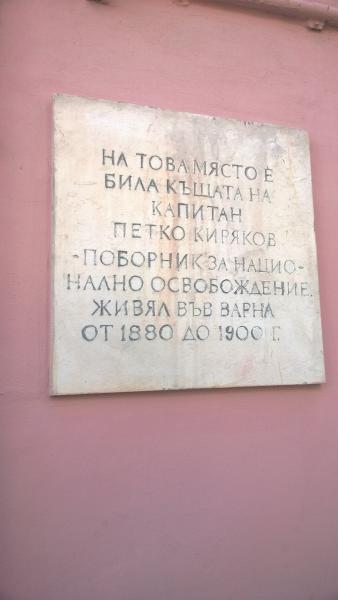 НА ТОВА МЯСТО Е
БИЛА КЪЩАТА НА
КАПИТАН
ПЕТКО КИРЯКОВ
-ПОБОРНИК ЗА НАЦИО-
НАЛНО ОСВОБОЖДЕНИЕ.
ЖИВЯЛ ВЪВ ВАРНА
ОТ 1880 ДО 1900 Г.